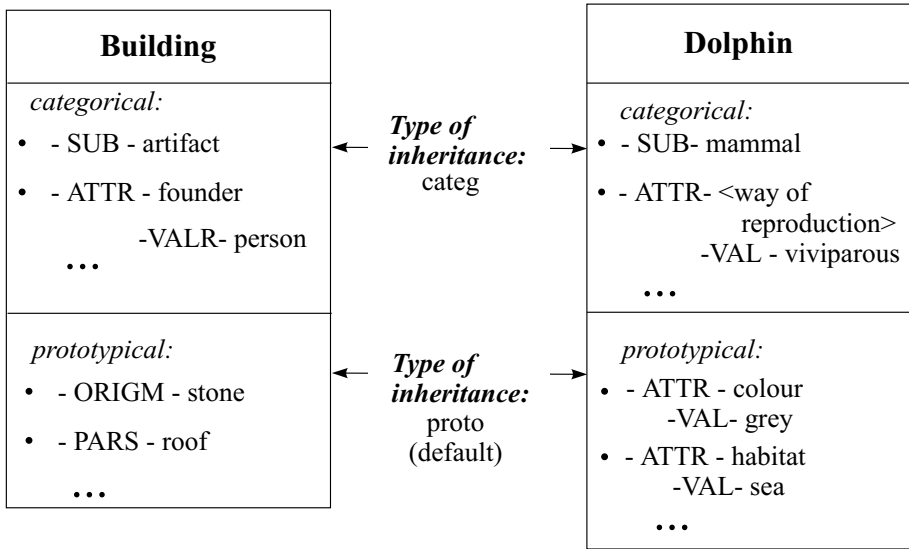 Building
categorical:
• - SUB - artifact
• - ATTR - founder
-VALR- person
...
prototypical:
• - ORIGM - stone
• - PARS - roof
...
Type of
inheritance:
categ
Type of
inheritance:
proto
(default)
Dolphin
categorical:
• - SUB- mammal
• - ATTR- <way of
reproduction>
-VAL - viviparous
...
prototypical:
• - ATTR - colour
-VAL- grey
• - ATTR - habitat
-VAL- sea
...